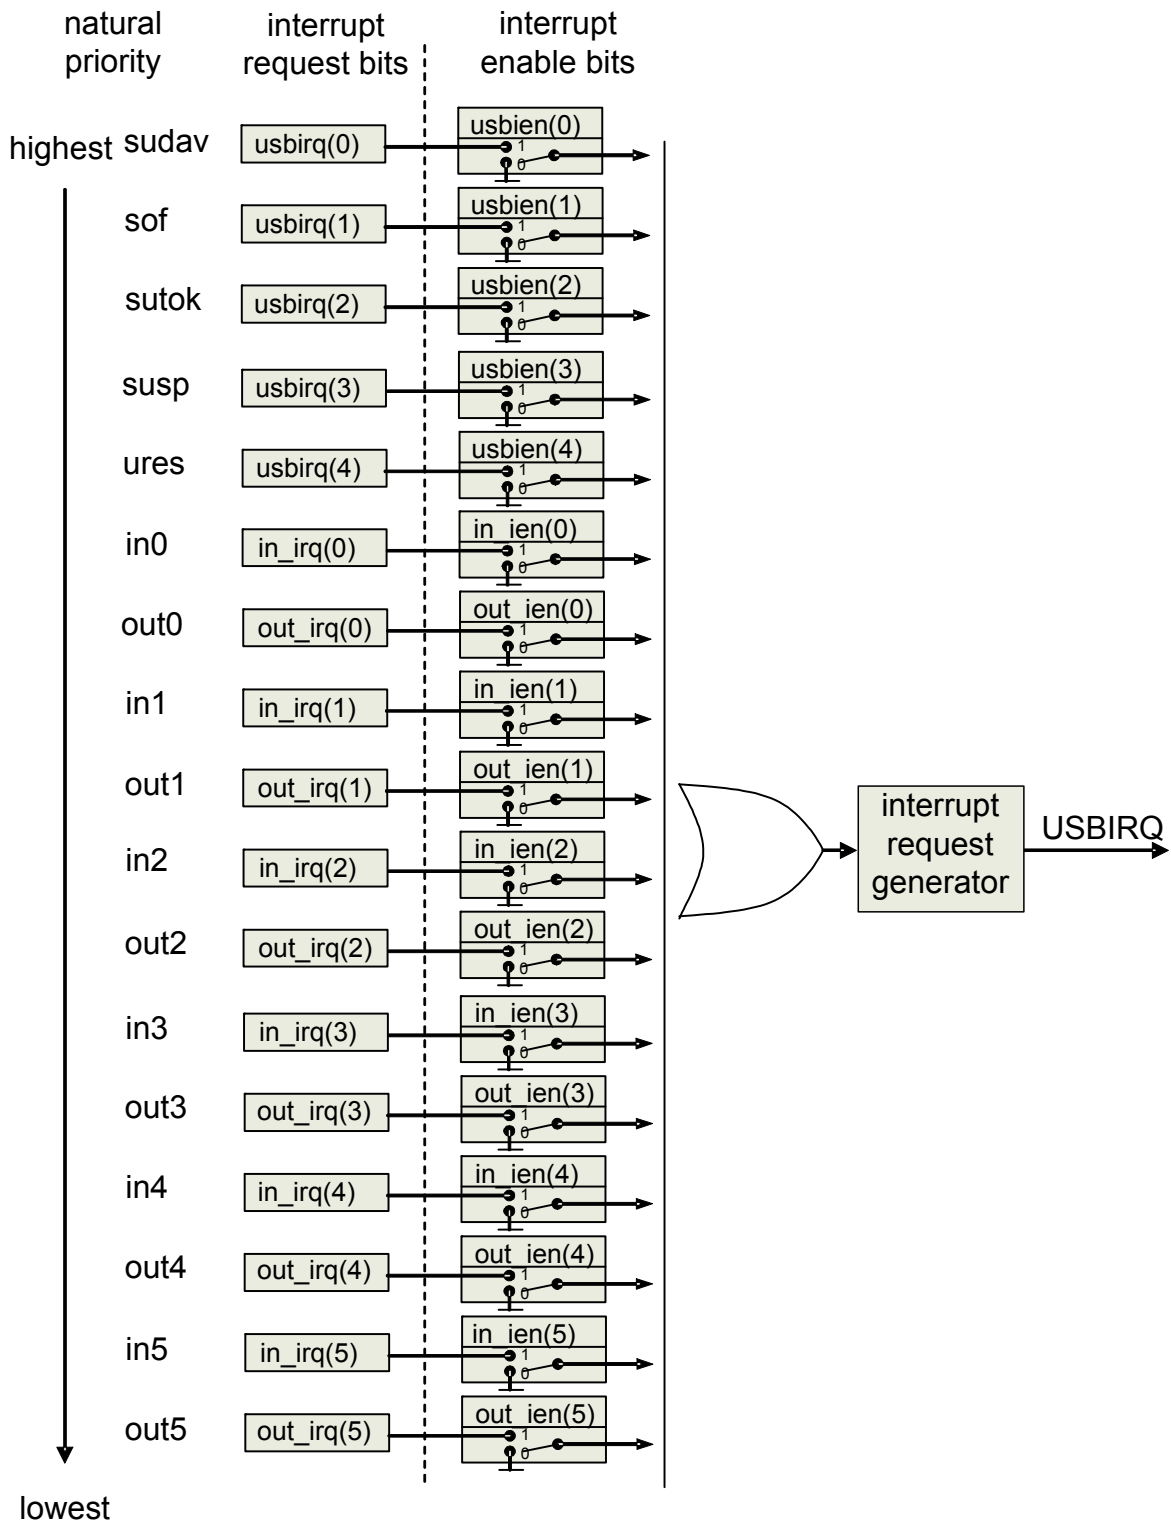 natural
priority
interrupt
request bits
interrupt
enable bits
highest
sudav
usbirq(0)
usbien(0)
1
0
sof
usbirq(1)
usbien(1)
1
0
sutok
usbirq(2)
usbien(2)
1
0
susp
usbirq(3)
usbien(3)
1
0
ures
usbirq(4)
usbien(4)
1
0
in0
in_irq(0)
in_ien(0)
1
0
out0
out_irq(0)
out_ien(0)
1
0
in1
in_irq(1)
in_ien(1)
1
0
out1
out_irq(1)
out_ien(1)
1
0
interrupt
request
generator
USBIRQ
in2
in_irq(2)
in_ien(2)
1
0
out2
out_irq(2)
out_ien(2)
1
0
in3
in_irq(3)
in_ien(3)
1
0
out3
out_irq(3)
out_ien(3)
1
0
in4
in_irq(4)
in_ien(4)
1
0
out4
out_irq(4)
out_ien(4)
1
0
in5
in_irq(5)
in_ien(5)
1
0
out5
out_irq(5)
out_ien(5)
1
0
lowest